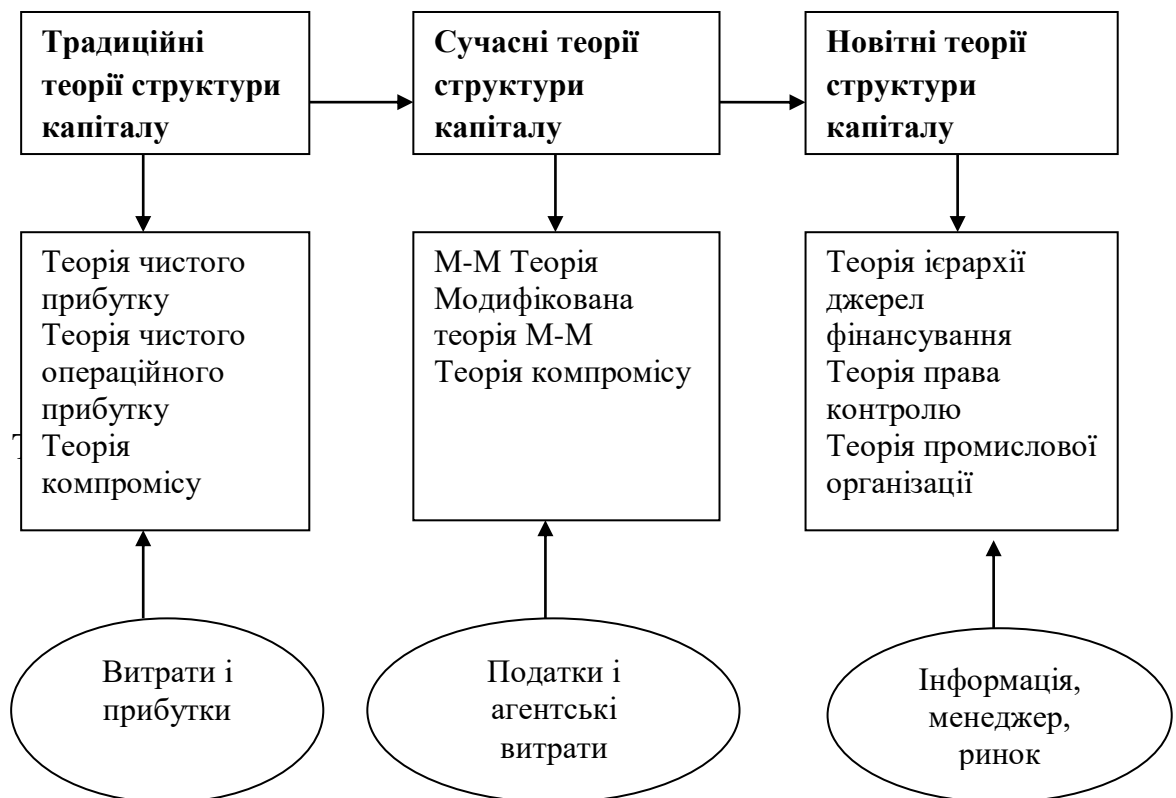 Традиційні
теорії структури
капіталу
Сучасні теорії
структури
капіталу
Новітні теорії
структури
капіталу
Теорія чистого
прибутку
Теорія чистого
операційного
прибутку
Теорія
компромісу
М-М Теорія
Модифікована
теорія М-М
Теорія компромісу
Теорія ієрархії
джерел
фінансування
Теорія права
контролю
Теорія промислової
організації
Витрати і
прибутки
Податки і
агентські
витрати
Інформація,
менеджер,
ринок